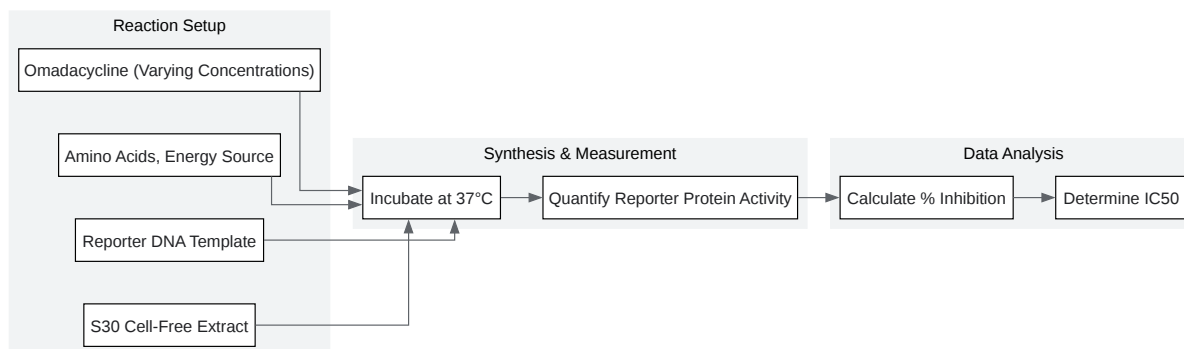 Reaction Setup
Omadacycline (Varying Concentrations)
Amino Acids, Energy Source
Reporter DNA Template
S30 Cell-Free Extract
Synthesis & Measurement
Incubate at 37°C
Quantify Reporter Protein Activity
Data Analysis
Calculate % Inhibition
Determine IC50